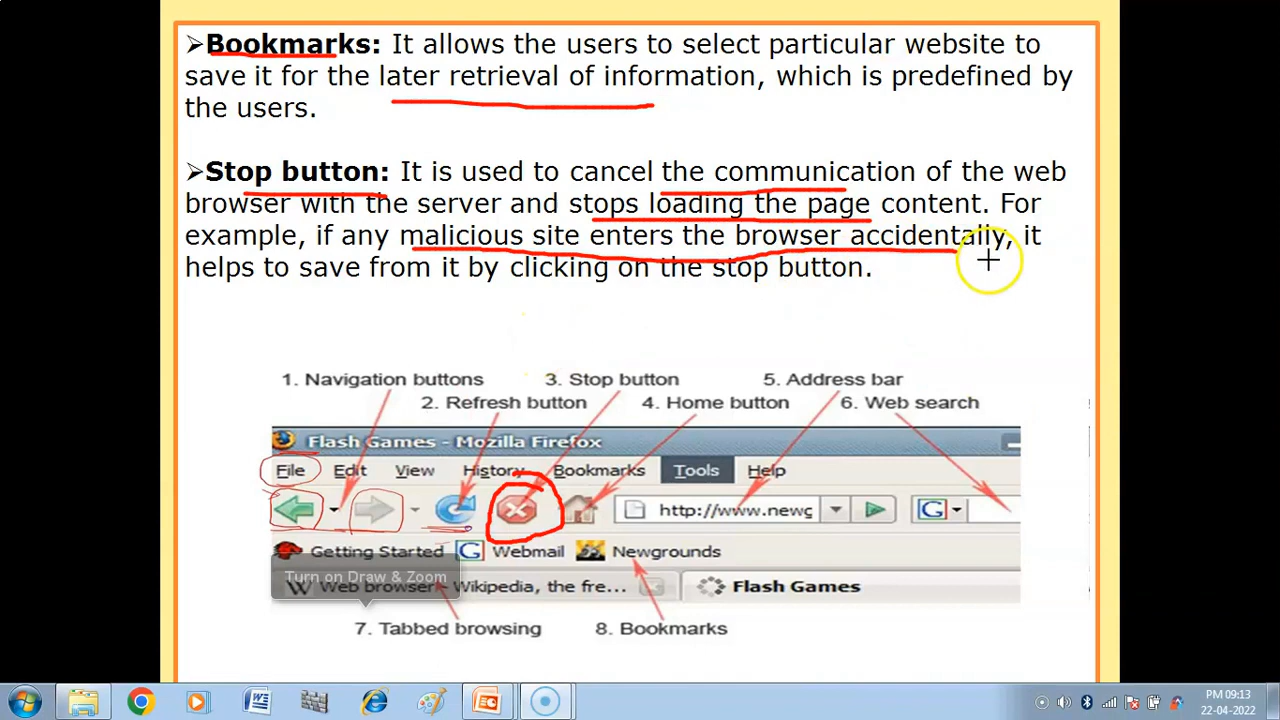 ➢Bookmarks: It allows the users to select particular website to
save it for the later retrieval of information, which is predefined by
the users.
➢Stop button: It is used to cancel the communication of the web
browser with the server and stops loading the page content. For
example, if any malicious site enters the browser accidentally, it
helps to save from it by clicking on the stop button.
1. Navigation buttons 3. Stop button 5. Address bar
2. Refresh button 4. Home button 6. Web search
Flash Games - Mozilla Firefox
File Edit View History Bookmarks Tools Help
http://www.newg G
Getting Started G Webmail Newgrounds
Turn on Draw & Zoom
W Web browser - Wikipedia, the fre... Flash Games
7. Tabbed browsing 8. Bookmarks
PM 09:13
22-04-2022